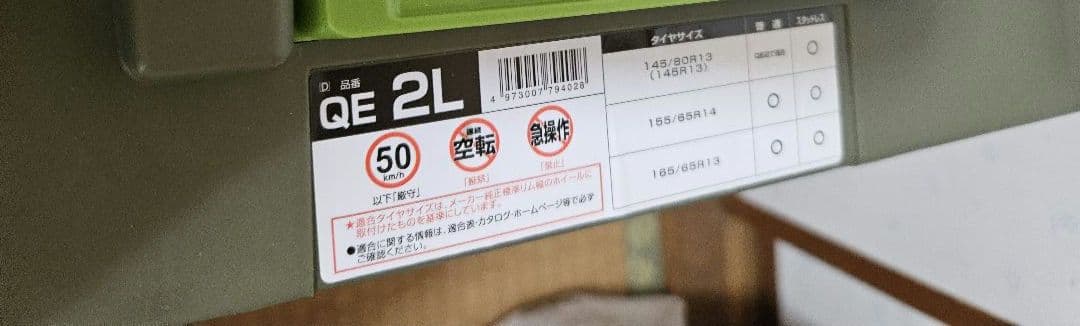 D 品番
QE 2L
4 973007 794028
50
km/h
以下「厳守」
連続
空転
「厳禁」
急操作
「禁止」
★適合タイヤサイズは、メーカー純正標準リム幅のホイールに
取付けたものを基準にしています。
●適合に関する情報は、適合表・カタログ・ホームページ等で必ず
ご確認ください。
タイヤサイズ 普通 スタッドレス
145/80R13
(145R13) ○
155/65R14 ○ ○
165/65R13 ○ ○